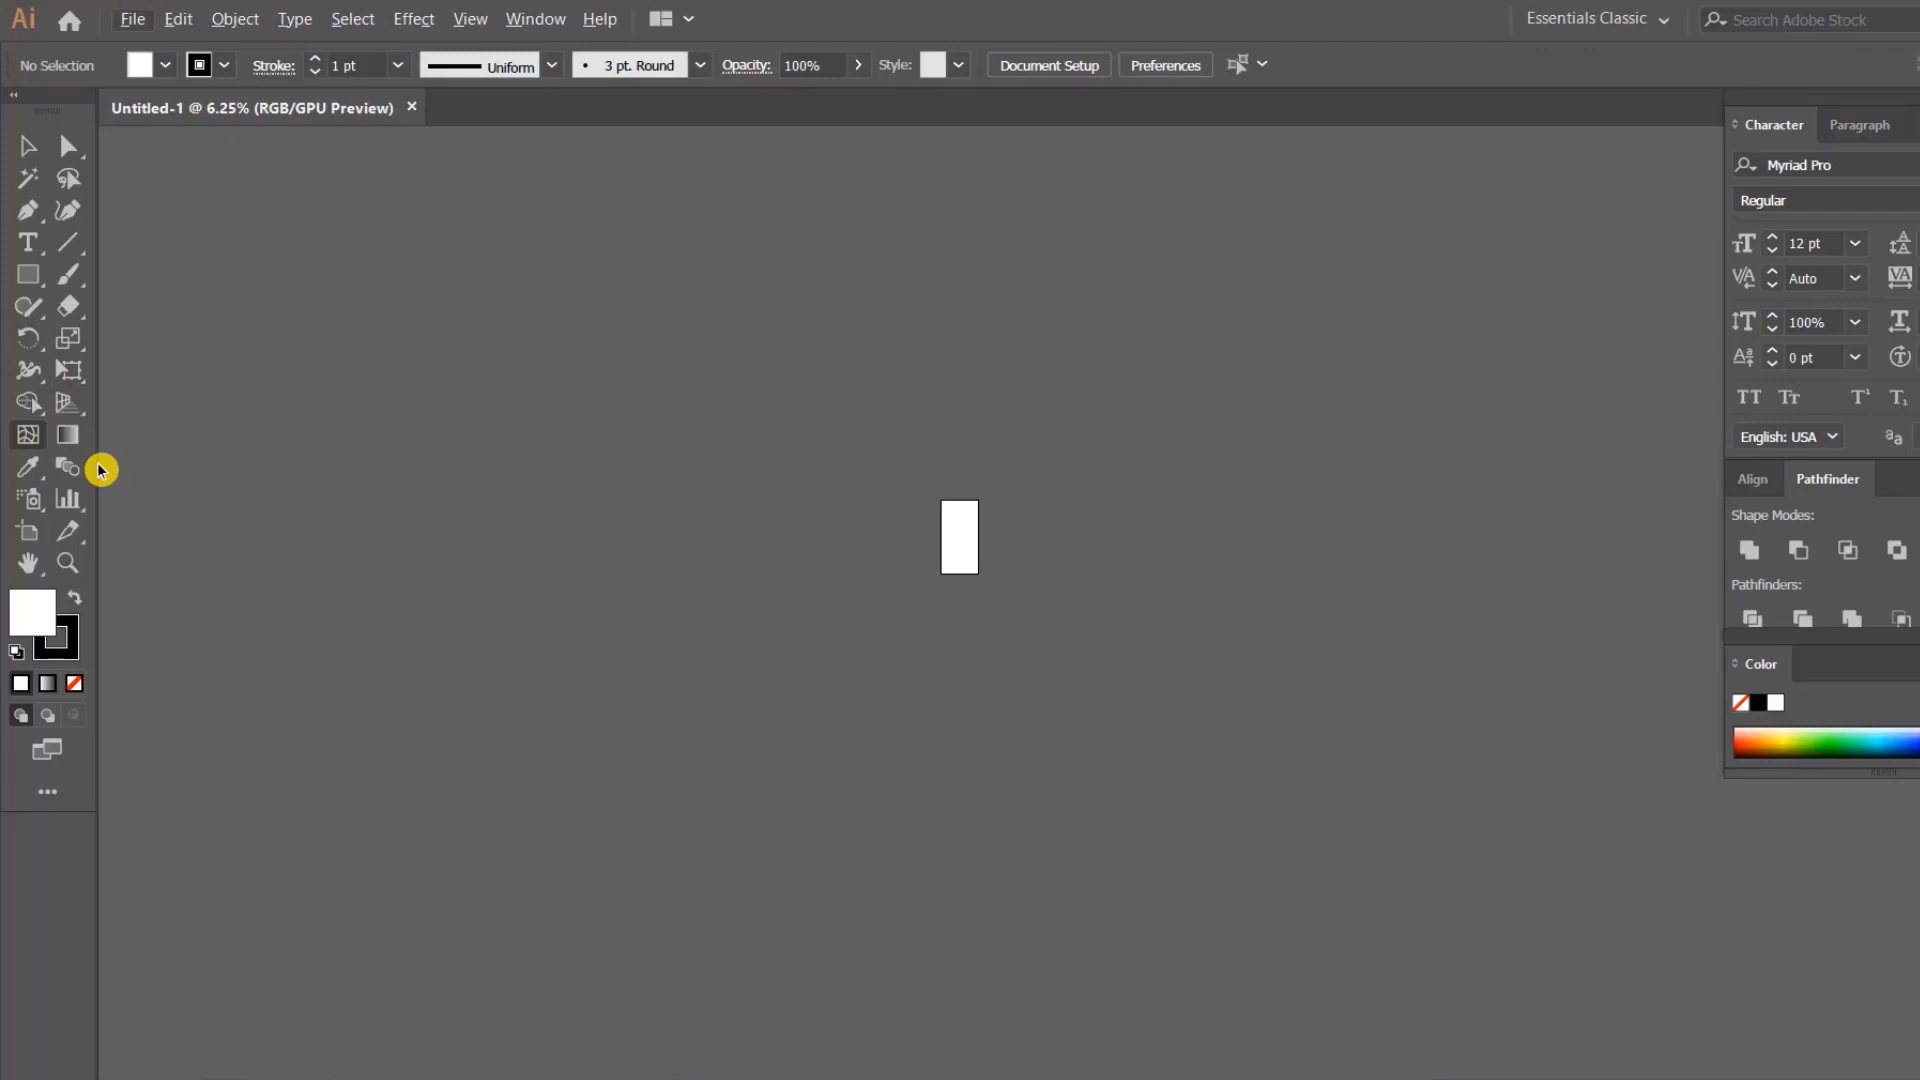 Ai File Edit Object Type Select Effect View Window Help Essentials Classic Search Adobe Stock
No Selection Stroke: 1 pt Uniform 3 pt. Round Opacity: 100% Style: Document Setup Preferences
Untitled-1 @ 6.25% (RGB/GPU Preview) ×
Character Paragraph
Myriad Pro
Regular
12 pt
Auto
100%
0 pt
English: USA
Align Pathfinder
Shape Modes:
Pathfinders:
Color